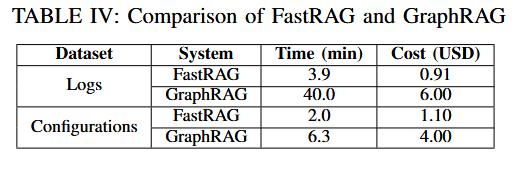 TABLE IV: Comparison of FastRAG and GraphRAG
Dataset System Time (min) Cost (USD)
Logs FastRAG 3.9 0.91
GraphRAG 40.0 6.00
Configurations FastRAG 2.0 1.10
GraphRAG 6.3 4.00